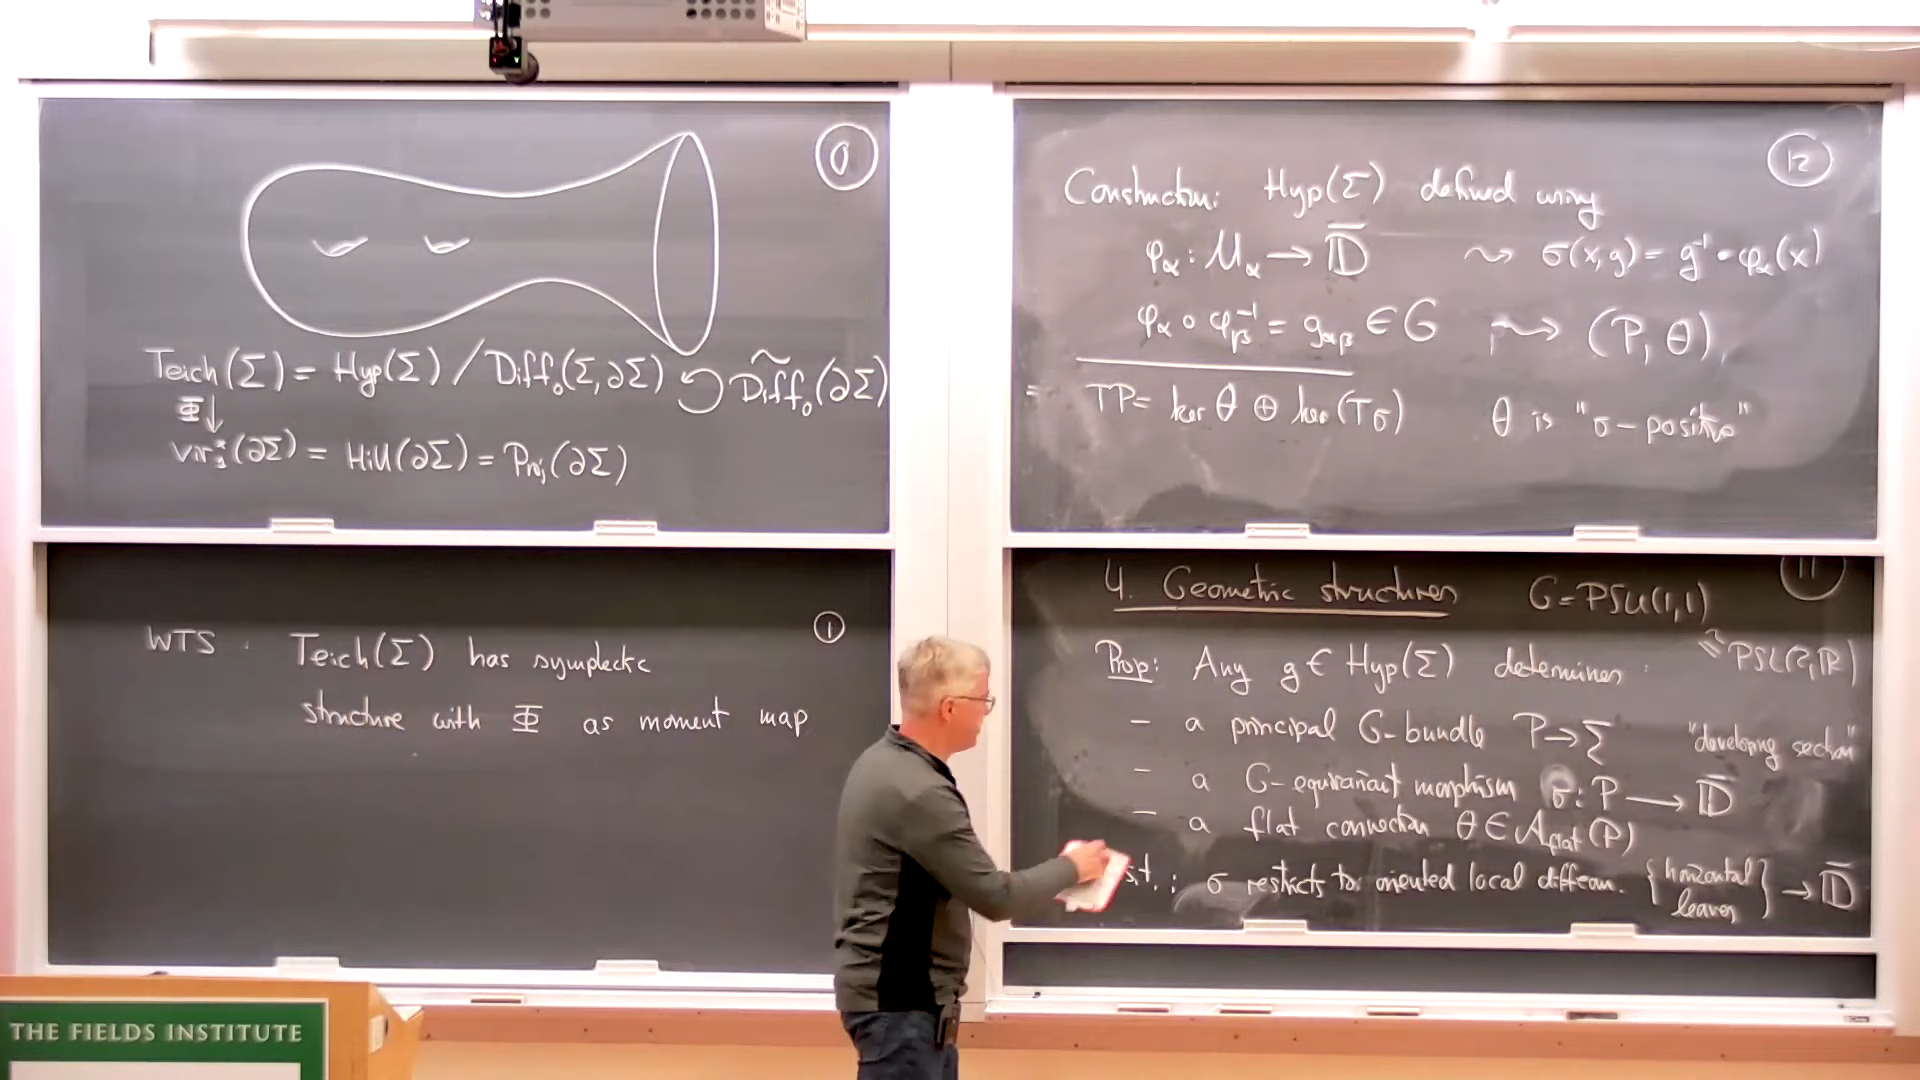 0
Teich(Σ) = Hyp(Σ) / Diff₀(Σ,∂Σ) ↺ D̃iff₀(∂Σ)
Φ ↓
vir₁*(∂Σ) = Hill(∂Σ) = Proj(∂Σ)
1
WTS : Teich(Σ) has symplectic
structure with Φ as moment map
12
Construction: Hyp(Σ) defined using
φ_α : U_α → D̄ ⇝ σ(x,g) = g⁻¹ • φ_α(x)
φ_α ∘ φ_β⁻¹ = g_αβ ∈ G ⇝ (P, θ),
TP = ker θ ⊕ ker(Tσ) θ is "σ-positive"
11
4. Geometric structures G = PSU(1,1)
≅ PSL(2,ℝ)
Prop: Any g ∈ Hyp(Σ) determines :
- a principal G-bundle P → Σ "developing section"
- a G-equivariant morphism σ: P → D̄
- a flat connection θ ∈ A_flat(P)
s.t. : σ restricts to oriented local diffeom. {horizontal leaves} → D̄
THE FIELDS INSTITUTE